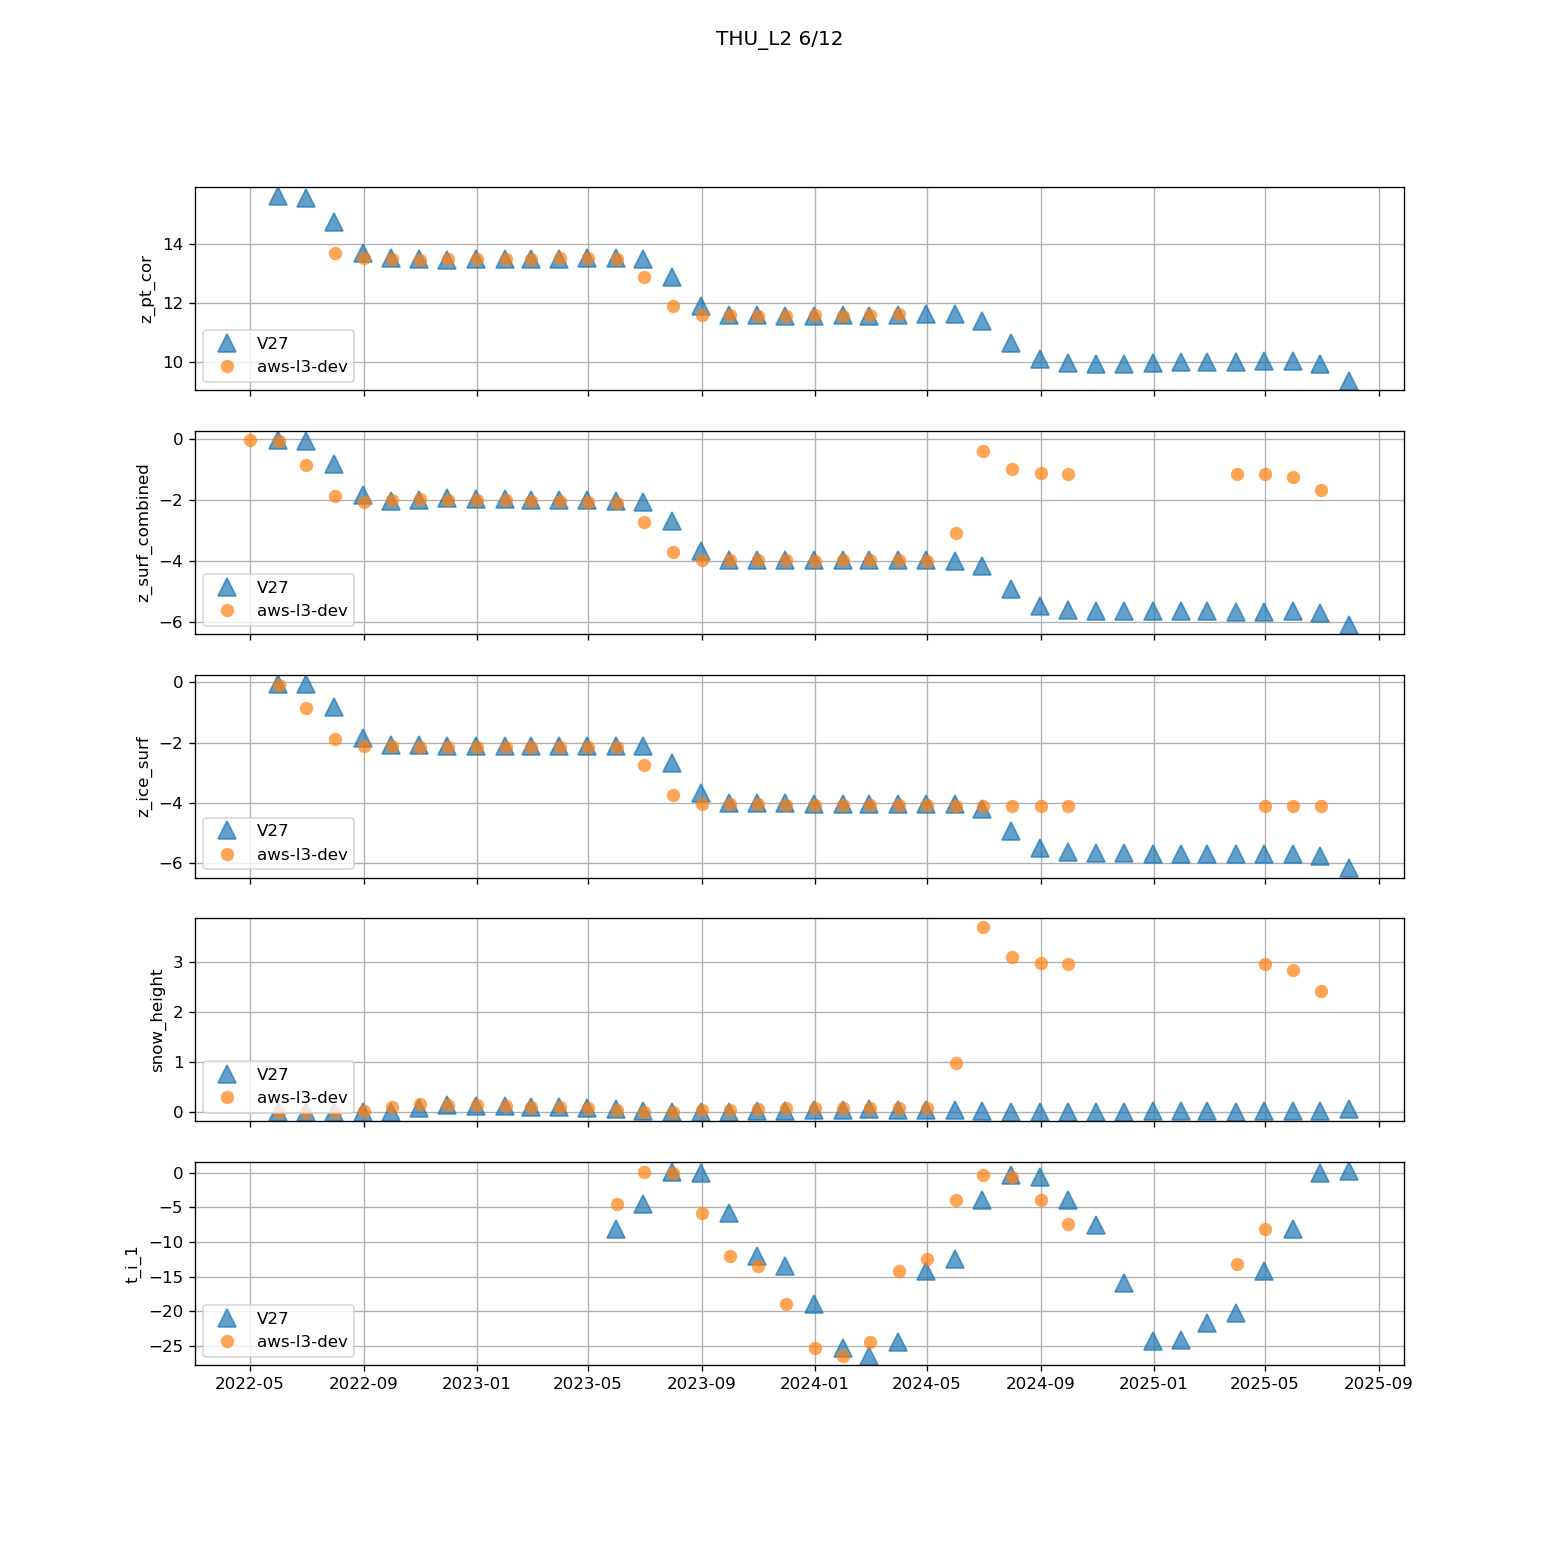 THU_L2 6/12
14
12
10
z_pt_cor
V27
aws-l3-dev
0
−2
−4
−6
z_surf_combined
V27
aws-l3-dev
0
−2
−4
−6
z_ice_surf
V27
aws-l3-dev
3
2
1
0
snow_height
V27
aws-l3-dev
0
−5
−10
−15
−20
−25
t_i_1
V27
aws-l3-dev
2022-05 2022-09 2023-01 2023-05 2023-09 2024-01 2024-05 2024-09 2025-01 2025-05 2025-09